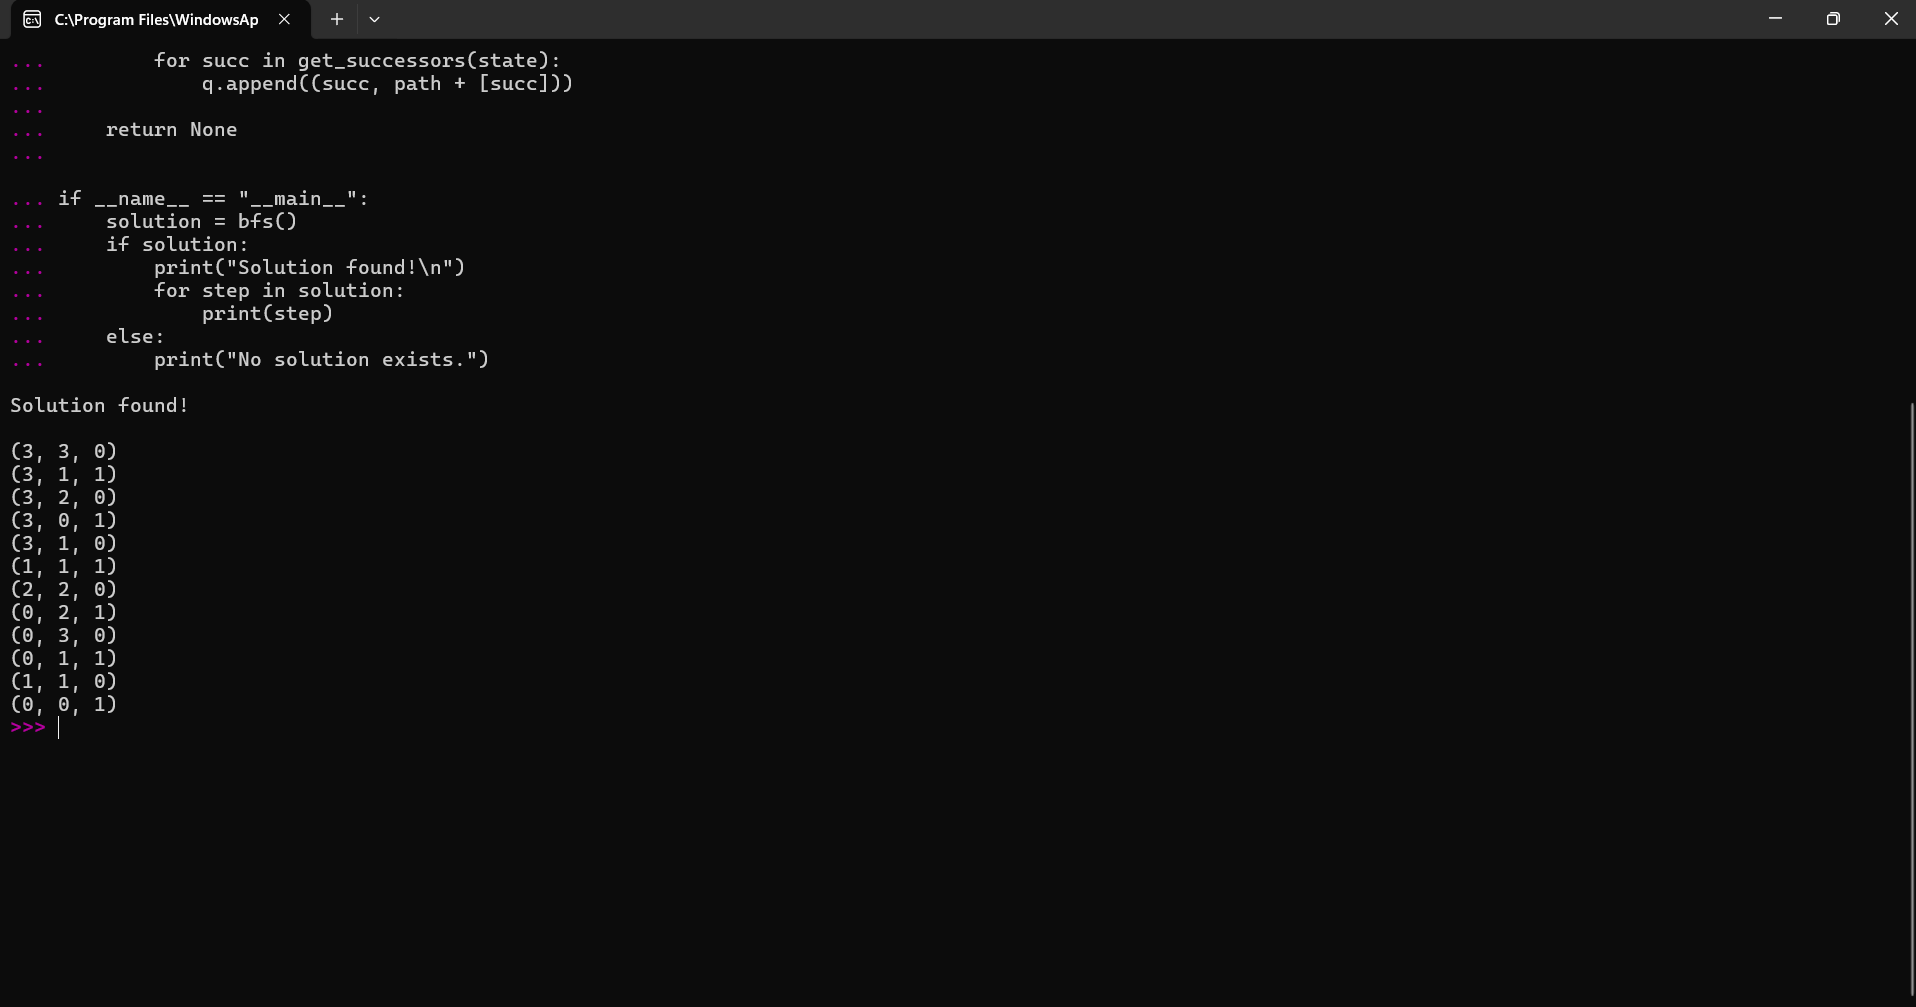 C:\Program Files\WindowsAp
...         for succ in get_successors(state):
...             q.append((succ, path + [succ]))
...
...     return None
...
... if __name__ == "__main__":
...     solution = bfs()
...     if solution:
...         print("Solution found!\n")
...         for step in solution:
...             print(step)
...     else:
...         print("No solution exists.")
Solution found!
(3, 3, 0)
(3, 1, 1)
(3, 2, 0)
(3, 0, 1)
(3, 1, 0)
(1, 1, 1)
(2, 2, 0)
(0, 2, 1)
(0, 3, 0)
(0, 1, 1)
(1, 1, 0)
(0, 0, 1)
>>>